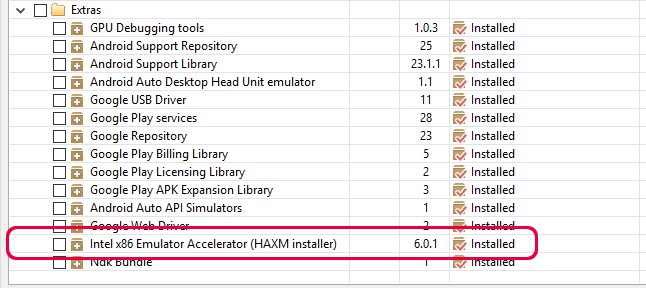 Extras
GPU Debugging tools 1.0.3 Installed
Android Support Repository 25 Installed
Android Support Library 23.1.1 Installed
Android Auto Desktop Head Unit emulator 1.1 Installed
Google USB Driver 11 Installed
Google Play services 28 Installed
Google Repository 23 Installed
Google Play Billing Library 5 Installed
Google Play Licensing Library 2 Installed
Google Play APK Expansion Library 3 Installed
Android Auto API Simulators 1 Installed
Google Web Driver 2 Installed
Intel x86 Emulator Accelerator (HAXM installer) 6.0.1 Installed
Ndk Bundle 1 Installed